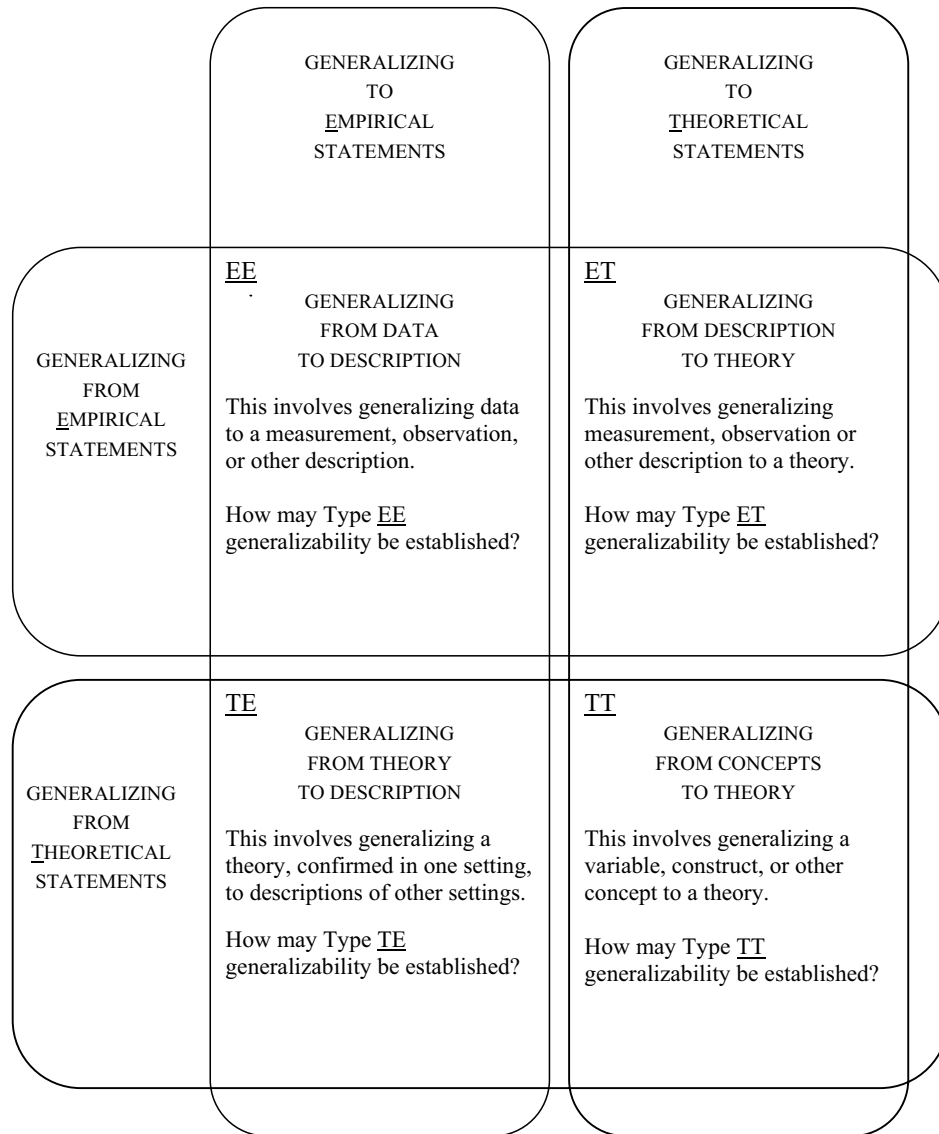 GENERALIZING
TO
EMPIRICAL
STATEMENTS
GENERALIZING
TO
THEORETICAL
STATEMENTS
GENERALIZING
FROM
EMPIRICAL
STATEMENTS
EE
GENERALIZING
FROM DATA
TO DESCRIPTION
This involves generalizing data
to a measurement, observation,
or other description.
How may Type EE
generalizability be established?
ET
GENERALIZING
FROM DESCRIPTION
TO THEORY
This involves generalizing
measurement, observation or
other description to a theory.
How may Type ET
generalizability be established?
GENERALIZING
FROM
THEORETICAL
STATEMENTS
TE
GENERALIZING
FROM THEORY
TO DESCRIPTION
This involves generalizing a
theory, confirmed in one setting,
to descriptions of other settings.
How may Type TE
generalizability be established?
TT
GENERALIZING
FROM CONCEPTS
TO THEORY
This involves generalizing a
variable, construct, or other
concept to a theory.
How may Type TT
generalizability be established?